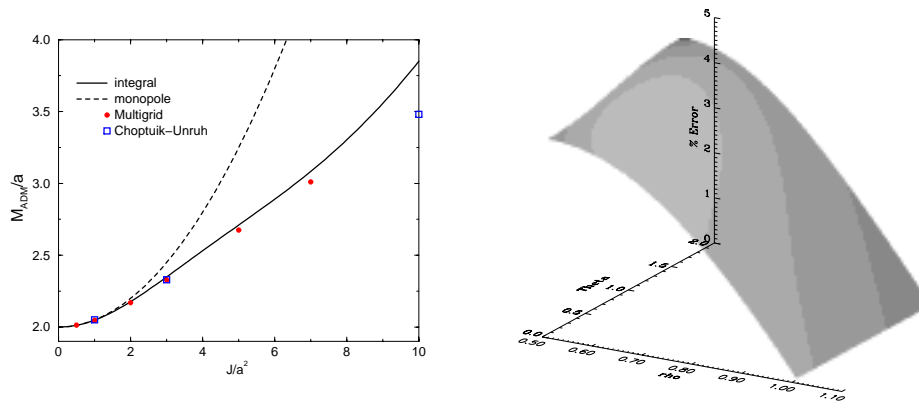 4.0
3.5
3.0
2.5
2.0
M_ADM/a
integral
monopole
Multigrid
Choptuik–Unruh
0 2 4 6 8 10
J/a²
5
4
3
2
1
0
% Error
2.0
1.5
1.0
0.5
0.0
Theta
0.50 0.60 0.70 0.80 0.90 1.00 1.10
rho